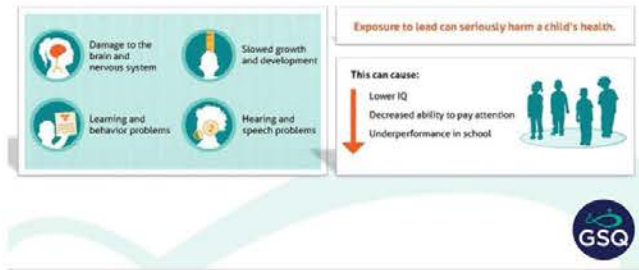 Damage to the
brain and
nervous system
Slowed growth
and development
Learning and
behavior problems
Hearing and
speech problems
Exposure to lead can seriously harm a child's health.
This can cause:
Lower IQ
Decreased ability to pay attention
Underperformance in school
GSQ